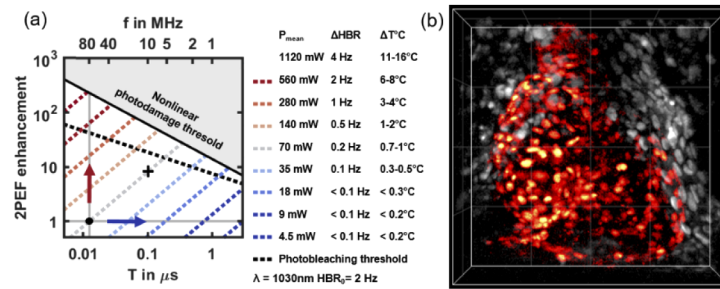 (a)
f in MHz
80 40 10 5 2 1
10³
10²
10
1
2PEF enhancement
Nonlinear
photodamage thresold
0.01 0.1 1
T in µs
Pmean ΔHBR ΔT°C
1120 mW 4 Hz 11-16°C
560 mW 2 Hz 6-8°C
280 mW 1 Hz 3-4°C
140 mW 0.5 Hz 1-2°C
70 mW 0.2 Hz 0.7-1°C
35 mW 0.1 Hz 0.3-0.5°C
18 mW < 0.1 Hz < 0.3°C
9 mW < 0.1 Hz < 0.2°C
4.5 mW < 0.1 Hz < 0.2°C
Photobleaching threshold
λ = 1030nm HBR₀= 2 Hz
(b)